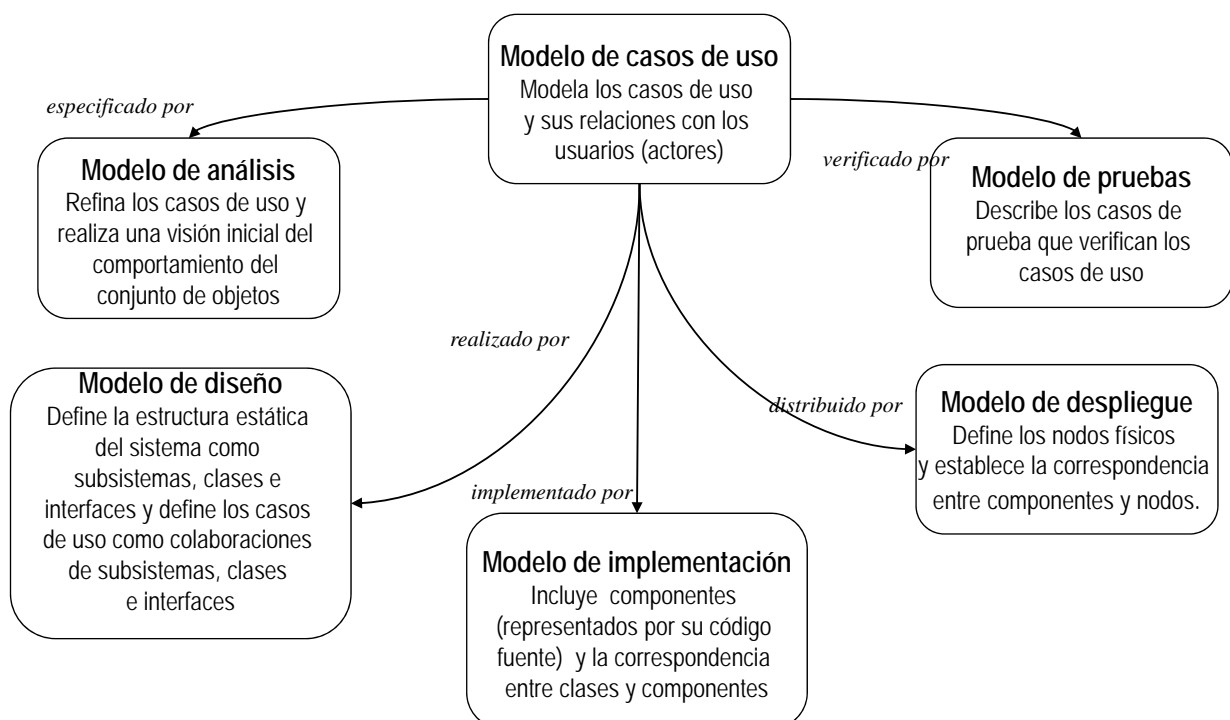 Modelo de casos de uso
Modela los casos de uso
y sus relaciones con los
usuarios (actores)
especificado por
Modelo de análisis
Refina los casos de uso y
realiza una visión inicial del
comportamiento del
conjunto de objetos
verificado por
Modelo de pruebas
Describe los casos de
prueba que verifican los
casos de uso
realizado por
Modelo de diseño
Define la estructura estática
del sistema como
subsistemas, clases e
interfaces y define los casos
de uso como colaboraciones
de subsistemas, clases
e interfaces
distribuido por
Modelo de despliegue
Define los nodos físicos
y establece la correspondencia
entre componentes y nodos.
implementado por
Modelo de implementación
Incluye componentes
(representados por su código
fuente) y la correspondencia
entre clases y componentes